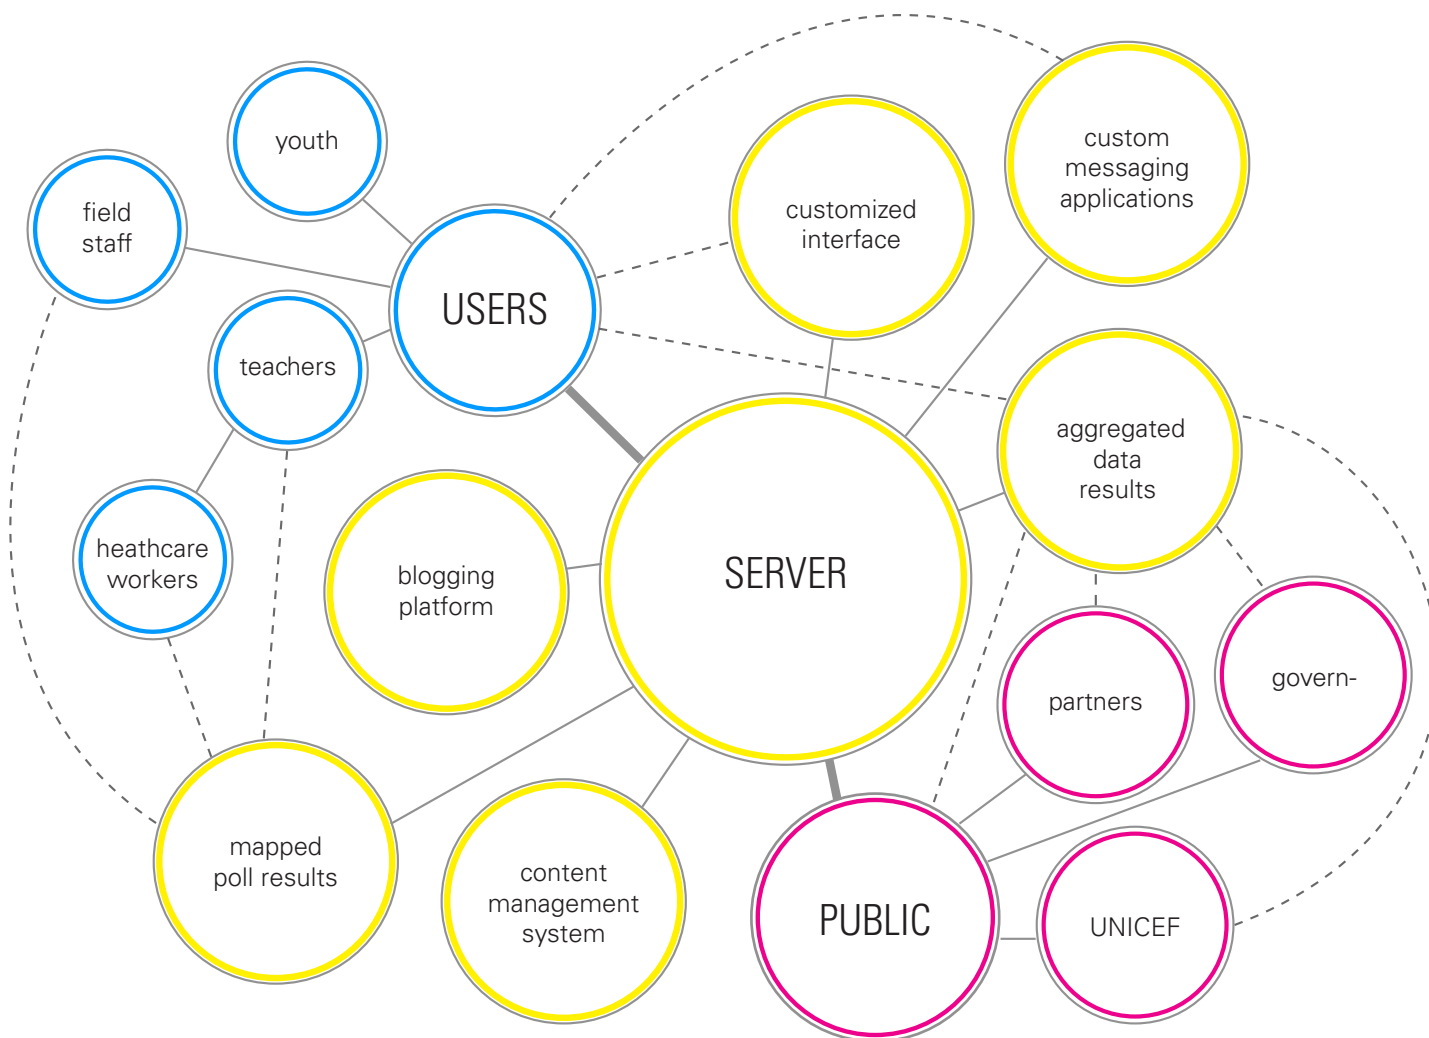 youth
custom
messaging
applications
field
staff
customized
interface
USERS
teachers
aggregated
data
results
heathcare
workers
blogging
platform
SERVER
partners
govern-
mapped
poll results
content
management
system
PUBLIC
UNICEF